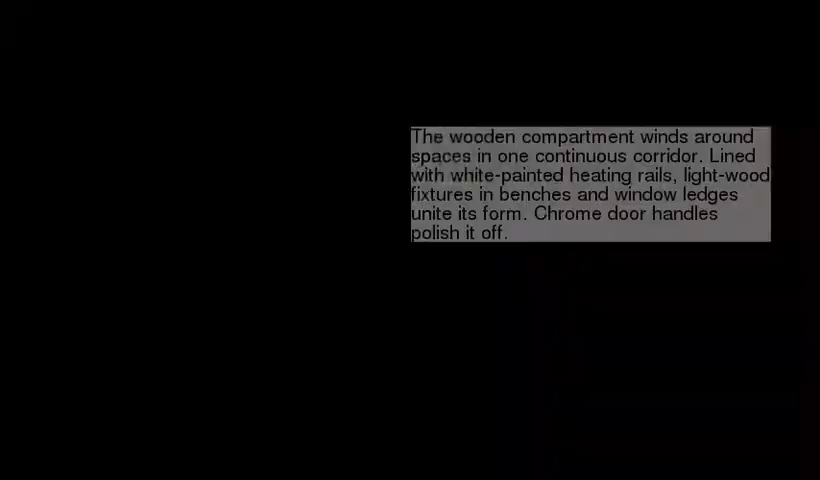 The wooden compartment winds around
spaces in one continuous corridor. Lined
with white-painted heating rails, light-wood
fixtures in benches and window ledges
unite its form. Chrome door handles
polish it off.